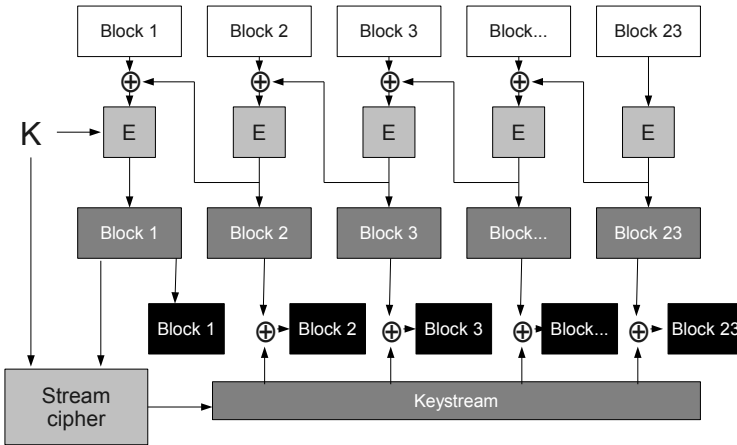 Block 1
Block 2
Block 3
Block...
Block 23
E
E
E
E
E
K
Block 1
Block 2
Block 3
Block...
Block 23
Block 1
Block 2
Block 3
Block...
Block 23
Stream
cipher
Keystream